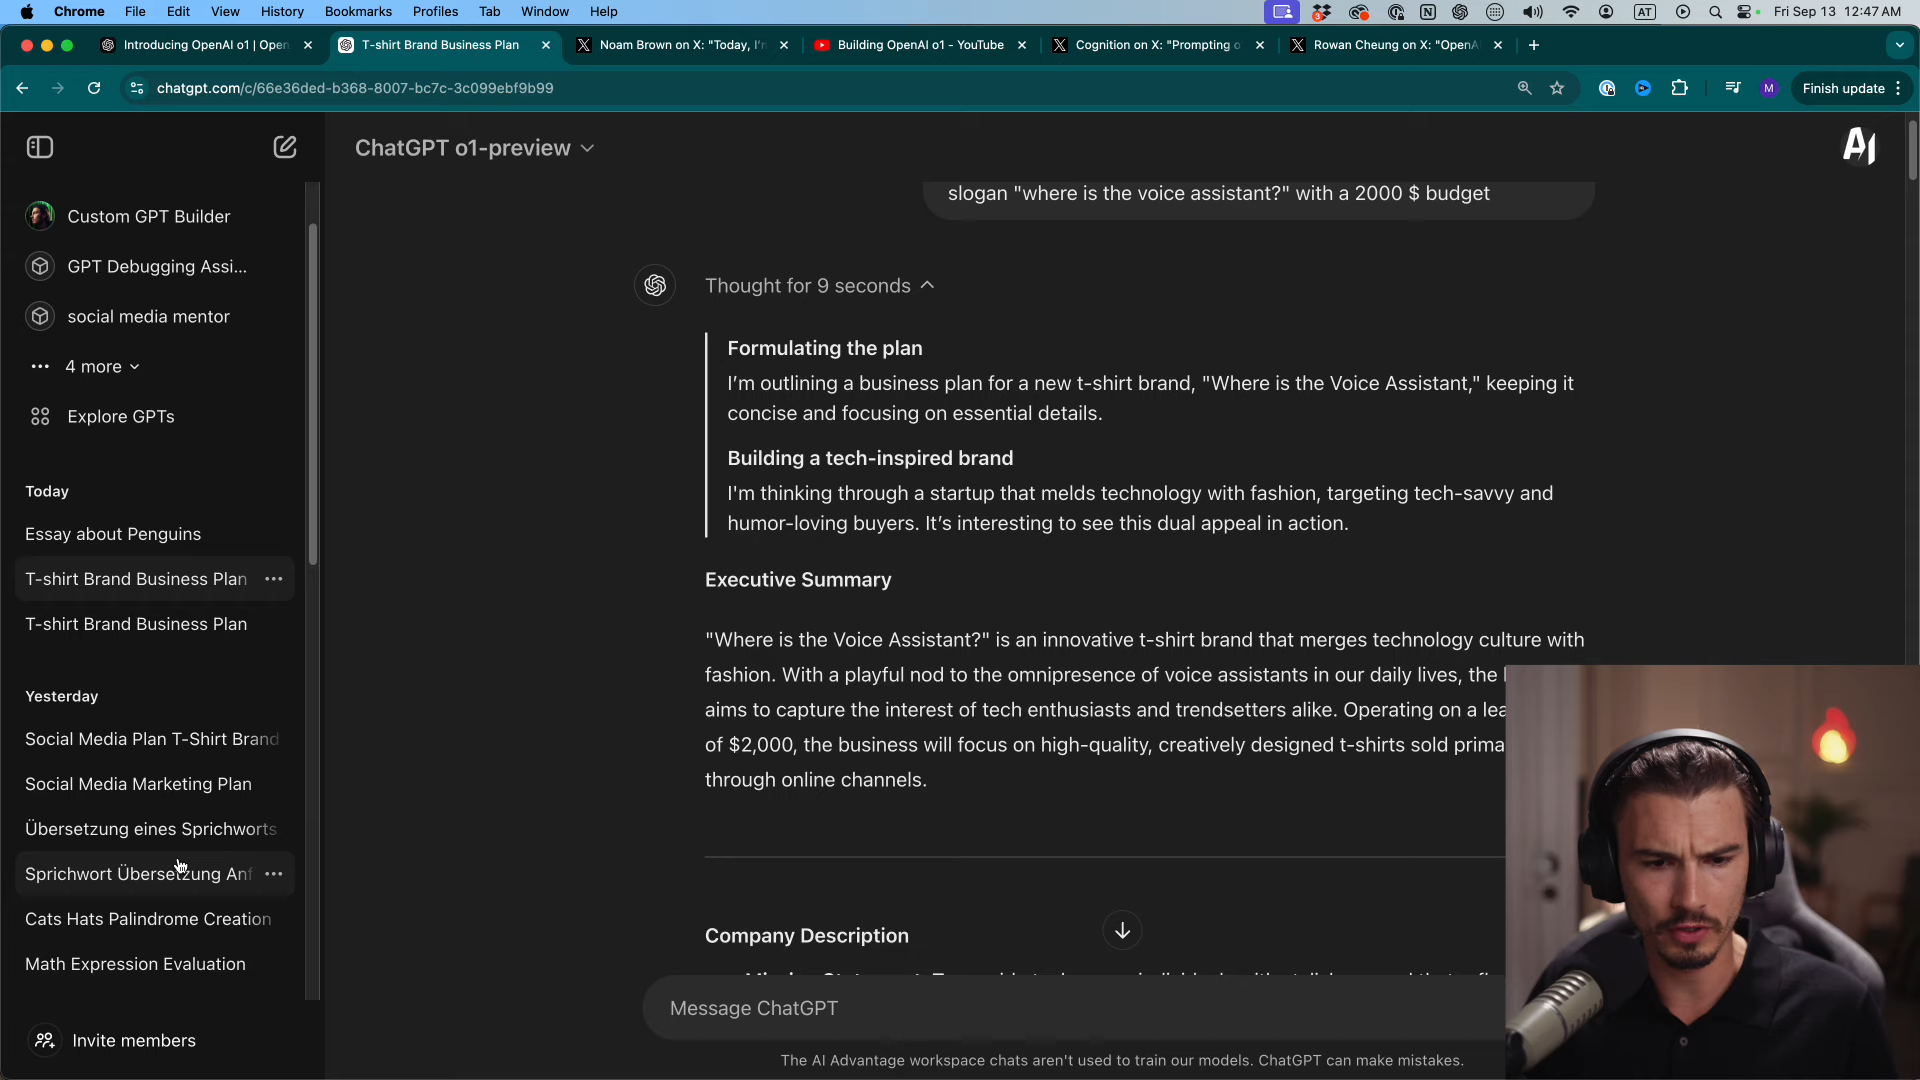 Chrome File Edit View History Bookmarks Profiles Tab Window Help
3 AT Fri Sep 13 12:47 AM
Introducing OpenAI o1 | Open
T-shirt Brand Business Plan
Noam Brown on X: "Today, I'm
Building OpenAI o1 - YouTube
Cognition on X: "Prompting o
Rowan Cheung on X: "OpenA
chatgpt.com/c/66e36ded-b368-8007-bc7c-3c099ebf9b99
M
Finish update
ChatGPT o1-preview
AI
Custom GPT Builder
GPT Debugging Assi...
social media mentor
4 more
Explore GPTs
Today
Essay about Penguins
T-shirt Brand Business Plan
T-shirt Brand Business Plan
Yesterday
Social Media Plan T-Shirt Brand
Social Media Marketing Plan
Übersetzung eines Sprichworts
Sprichwort Übersetzung Anf
Cats Hats Palindrome Creation
Math Expression Evaluation
Invite members
slogan "where is the voice assistant?" with a 2000 $ budget
Thought for 9 seconds
Formulating the plan
I'm outlining a business plan for a new t-shirt brand, "Where is the Voice Assistant," keeping it
concise and focusing on essential details.
Building a tech-inspired brand
I'm thinking through a startup that melds technology with fashion, targeting tech-savvy and
humor-loving buyers. It's interesting to see this dual appeal in action.
Executive Summary
"Where is the Voice Assistant?" is an innovative t-shirt brand that merges technology culture with
fashion. With a playful nod to the omnipresence of voice assistants in our daily lives, the
aims to capture the interest of tech enthusiasts and trendsetters alike. Operating on a lea
of $2,000, the business will focus on high-quality, creatively designed t-shirts sold prima
through online channels.
Company Description
Message ChatGPT
The AI Advantage workspace chats aren't used to train our models. ChatGPT can make mistakes.